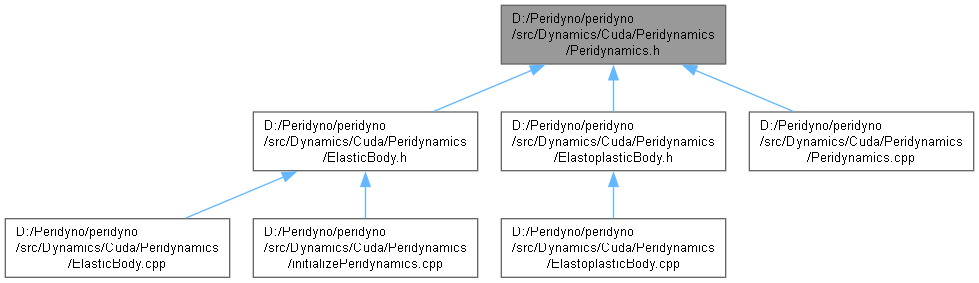 D:/Peridyno/peridyno
/src/Dynamics/Cuda/Peridynamics
/Peridynamics.h
D:/Peridyno/peridyno
/src/Dynamics/Cuda/Peridynamics
/ElasticBody.h
D:/Peridyno/peridyno
/src/Dynamics/Cuda/Peridynamics
/ElastoplasticBody.h
D:/Peridyno/peridyno
/src/Dynamics/Cuda/Peridynamics
/Peridynamics.cpp
D:/Peridyno/peridyno
/src/Dynamics/Cuda/Peridynamics
/ElasticBody.cpp
D:/Peridyno/peridyno
/src/Dynamics/Cuda/Peridynamics
/initializePeridynamics.cpp
D:/Peridyno/peridyno
/src/Dynamics/Cuda/Peridynamics
/ElastoplasticBody.cpp